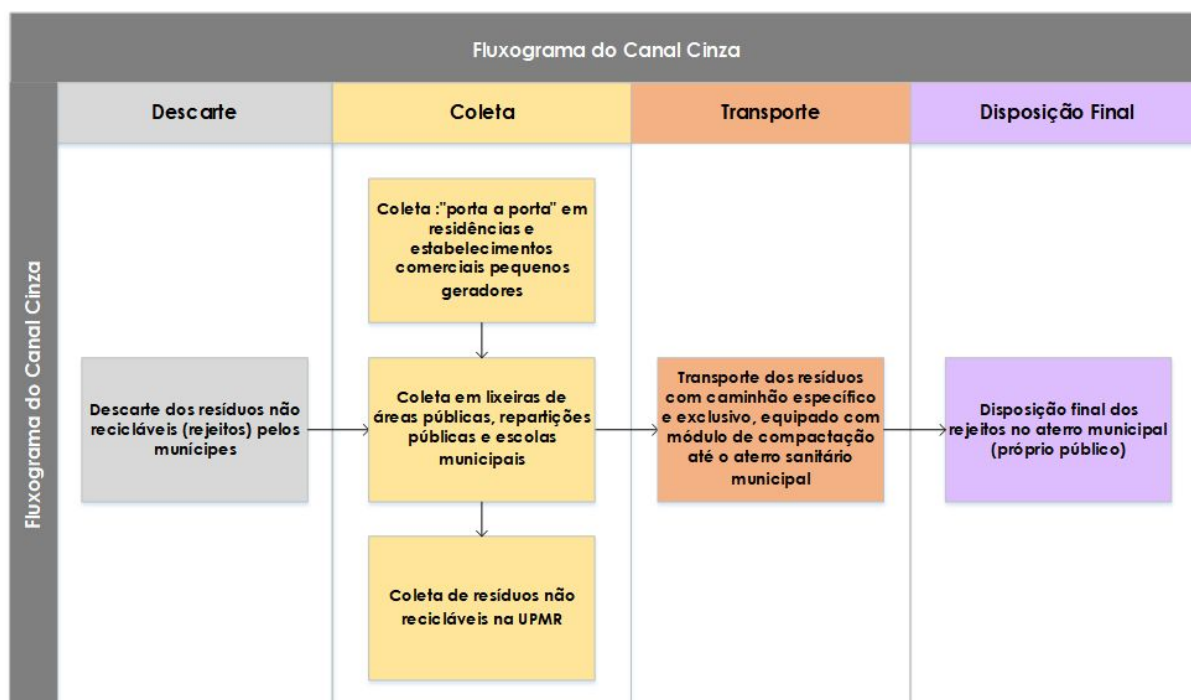 Fluxograma do Canal Cinza
Fluxograma do Canal Cinza
Descarte
Coleta
Transporte
Disposição Final
Coleta :"porta a porta" em
residências e
estabelecimentos
comerciais pequenos
geradores
Descarte dos resíduos não
recicláveis (rejeitos) pelos
munícipes
Coleta em lixeiras de
áreas públicas, repartições
públicas e escolas
municipais
Transporte dos resíduos
com caminhão específico
e exclusivo, equipado com
módulo de compactação
até o aterro sanitário
municipal
Disposição final dos
rejeitos no aterro municipal
(próprio público)
Coleta de resíduos não
recicláveis na UPMR